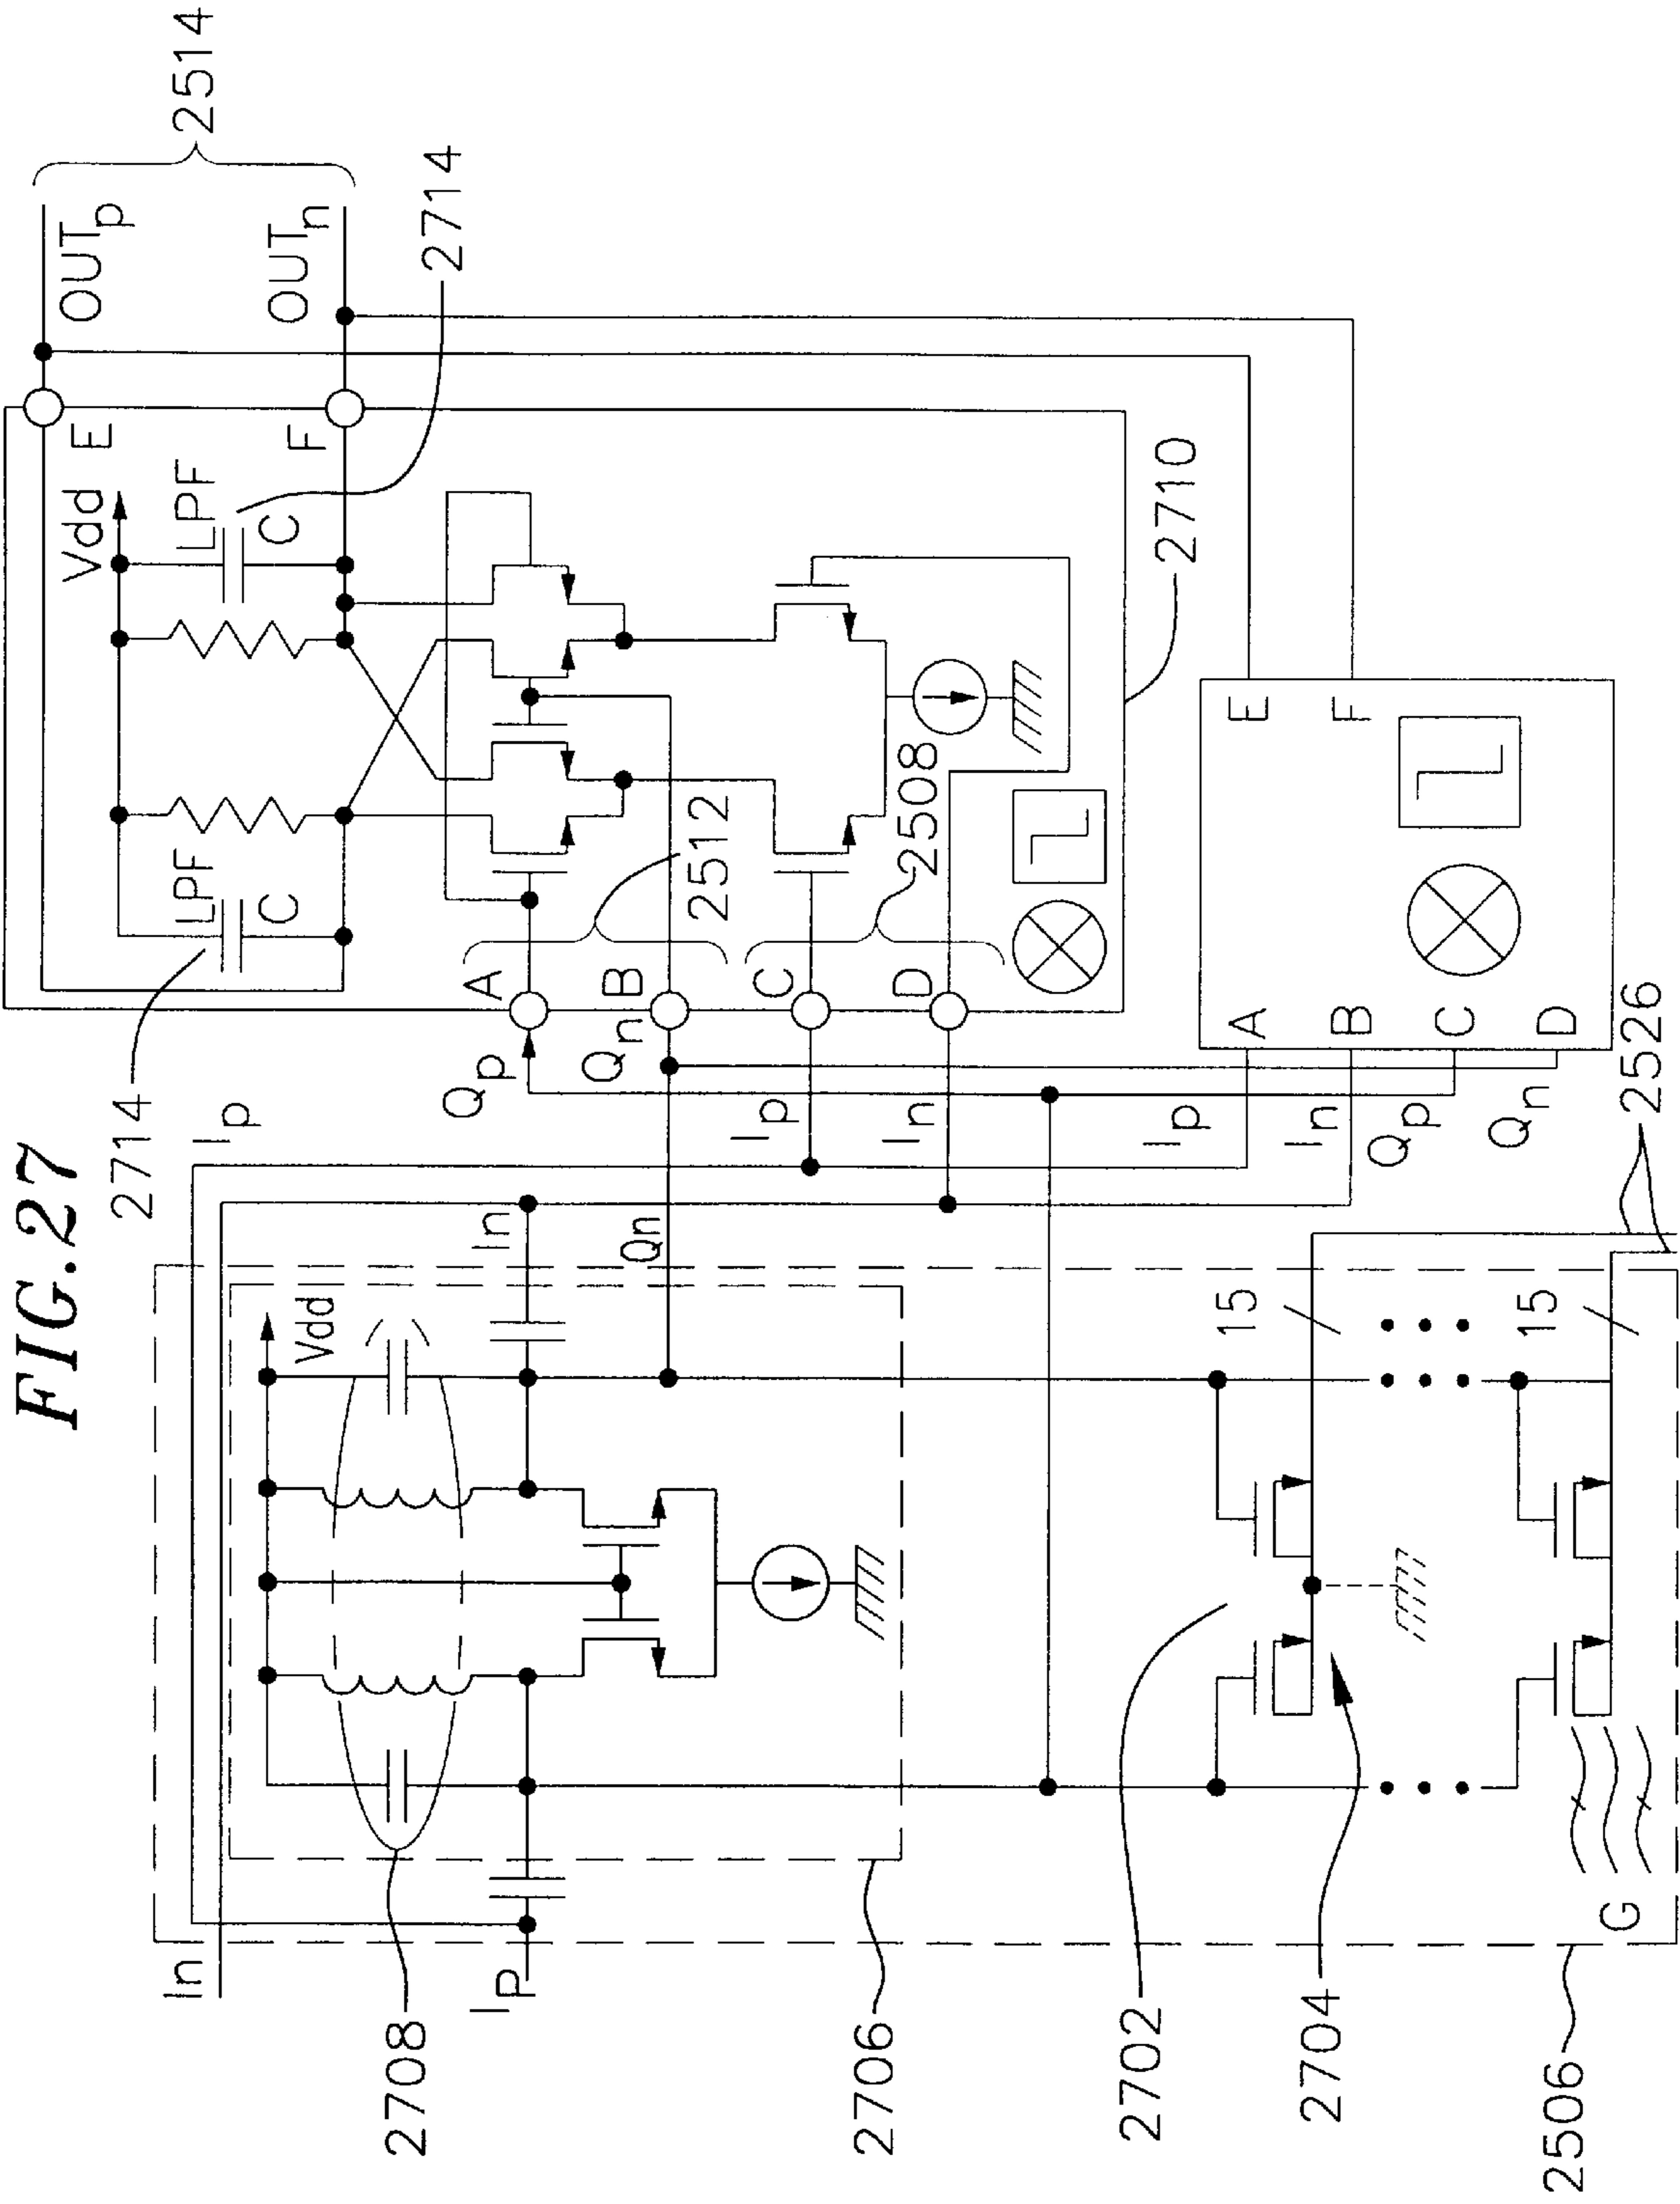 FIG.27
2514
OUTp
OUTn
2714
E
F
Vdd
LPF
C
LPF
C
2714
A
B
C
D
2512
2508
2710
Qp
Qn
Ip
In
Ip
In
Qn
Vdd
In
IP
2708
2706
2702
2704
2506
G
15
15
2526
Ip
In
Qp
Qn
A
B
C
D
E
F